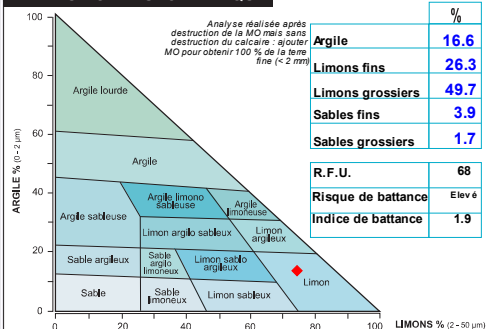 Analyse réalisée après
destruction de la MO mais sans
destruction du calcaire : ajouter
MO pour obtenir 100 % de la terre
fine (< 2 mm)
%
Argile 16.6
Limons fins 26.3
Limons grossiers 49.7
Sables fins 3.9
Sables grossiers 1.7
R.F.U. 68
Risque de battance Elevé
Indice de battance 1.9
ARGILE % (0 - 2 µm)
100
80
60
40
20
0
Argile lourde
Argile
Argile sableuse
Argile limono
sableuse
Argile
limoneuse
Limon argilo sableux
Limon
argileux
Sable argileux
Sable
argilo
limoneux
Limon sablo
argileux
Limon
Sable
Sable
limoneux
Limon sableux
0 25 50 75 100
LIMONS % (2 - 50 µm)